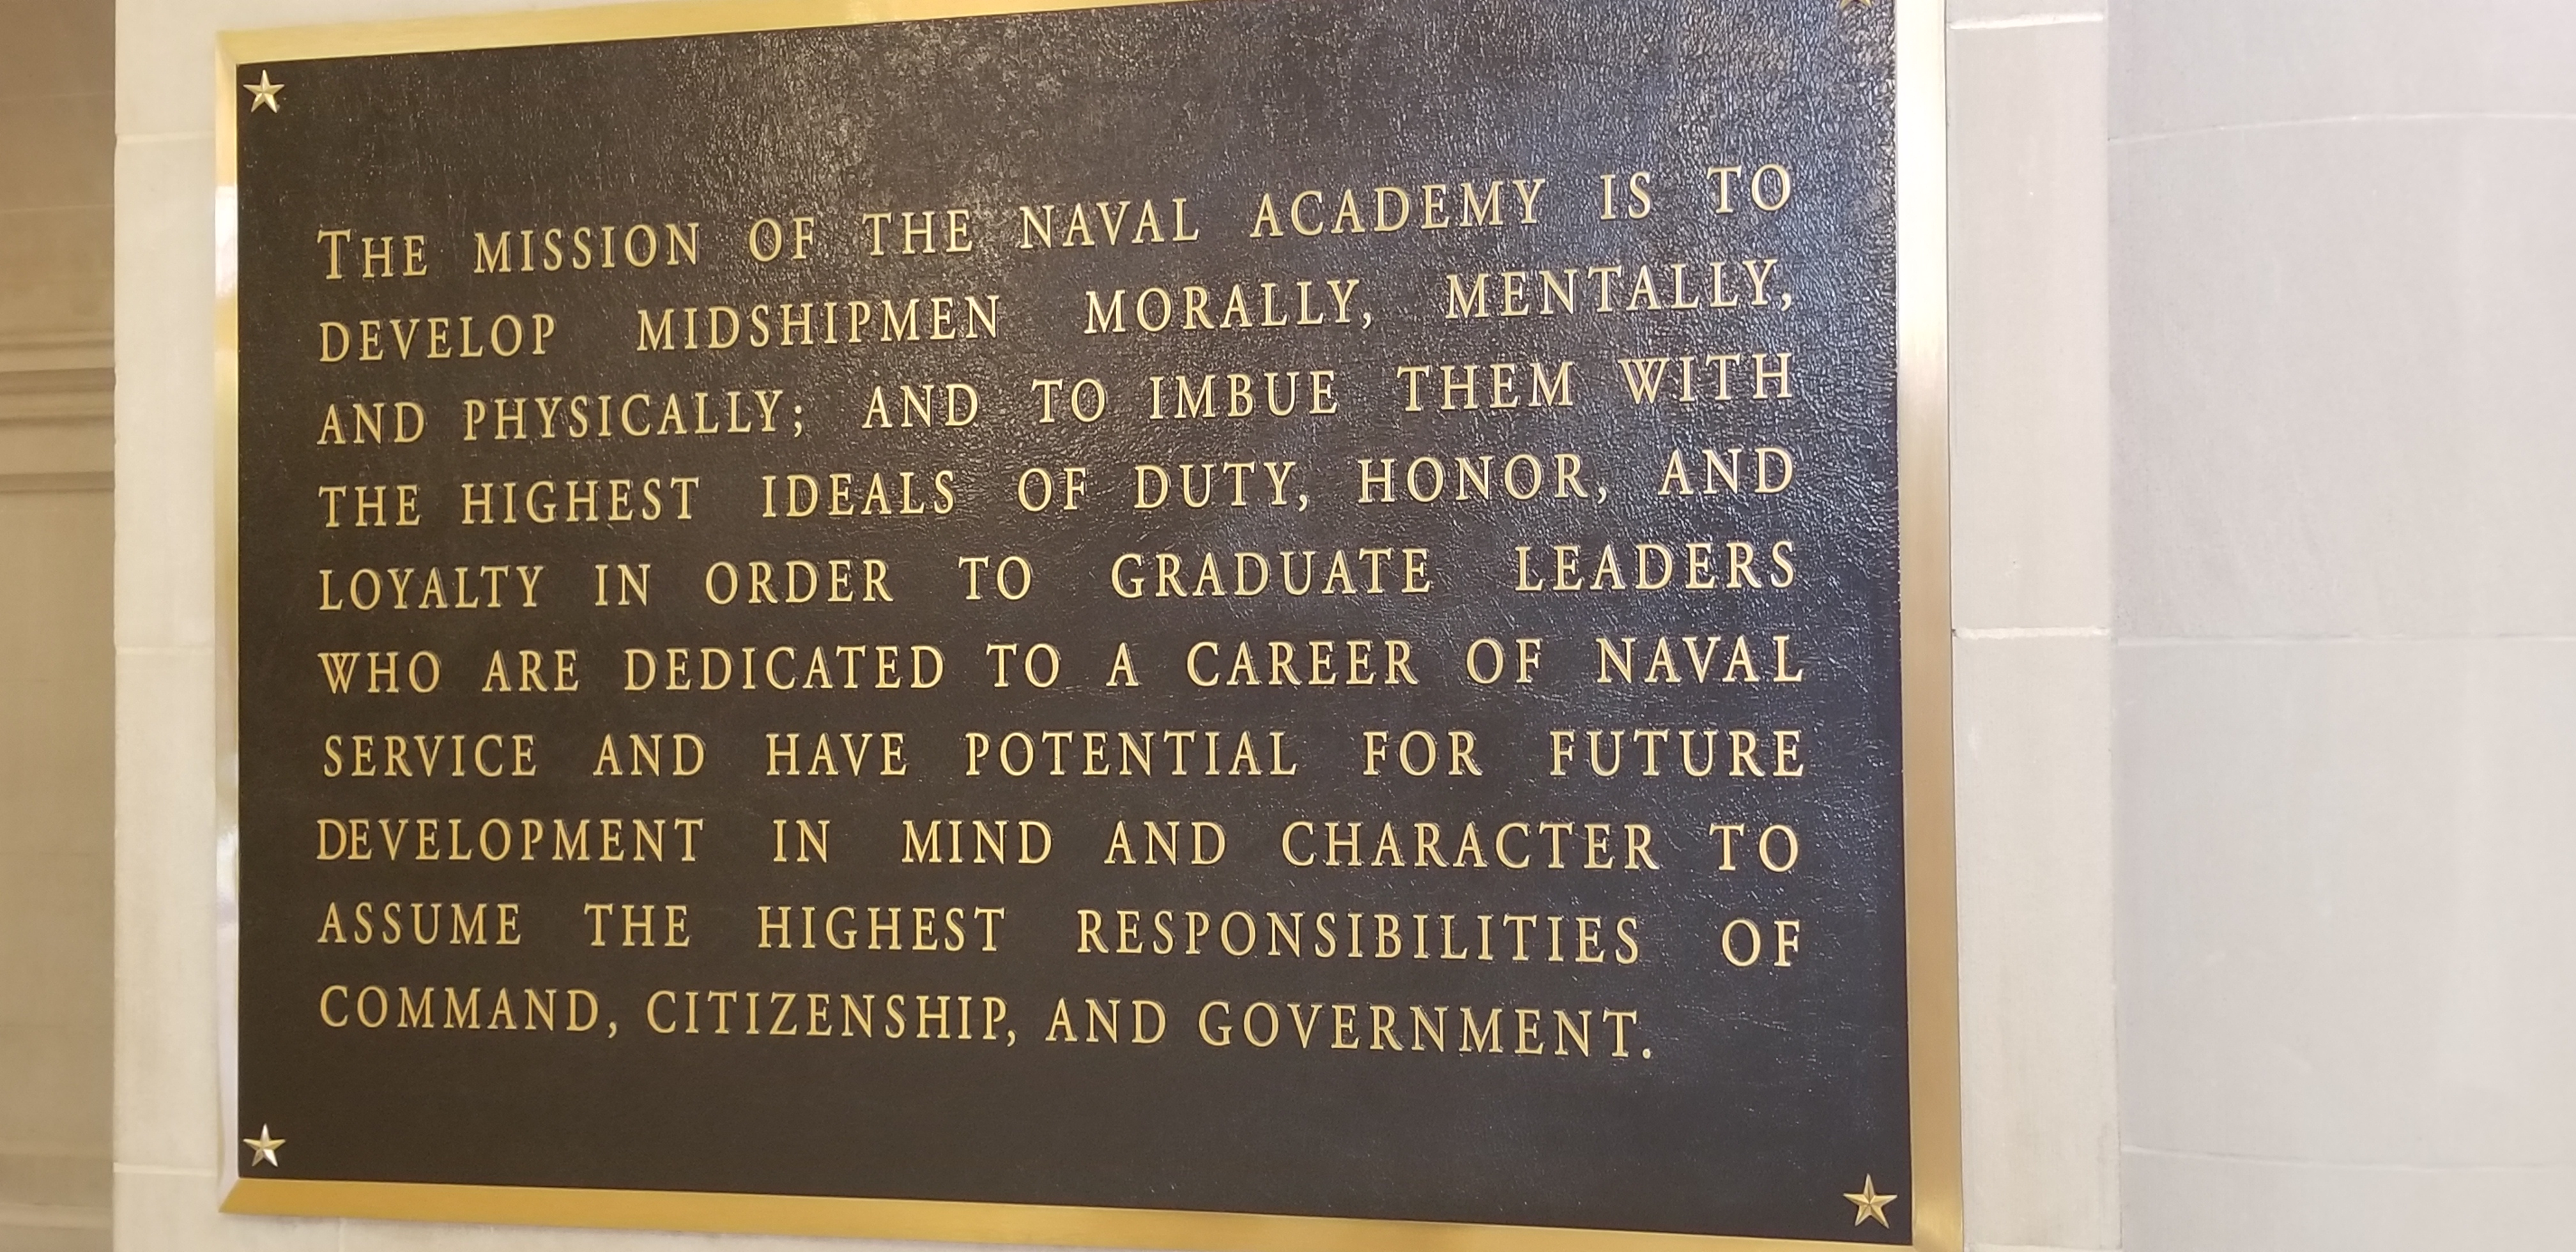 THE MISSION OF THE NAVAL ACADEMY IS TO
DEVELOP MIDSHIPMEN MORALLY, MENTALLY,
AND PHYSICALLY; AND TO IMBUE THEM WITH
THE HIGHEST IDEALS OF DUTY, HONOR, AND
LOYALTY IN ORDER TO GRADUATE LEADERS
WHO ARE DEDICATED TO A CAREER OF NAVAL
SERVICE AND HAVE POTENTIAL FOR FUTURE
DEVELOPMENT IN MIND AND CHARACTER TO
ASSUME THE HIGHEST RESPONSIBILITIES OF
COMMAND, CITIZENSHIP, AND GOVERNMENT.